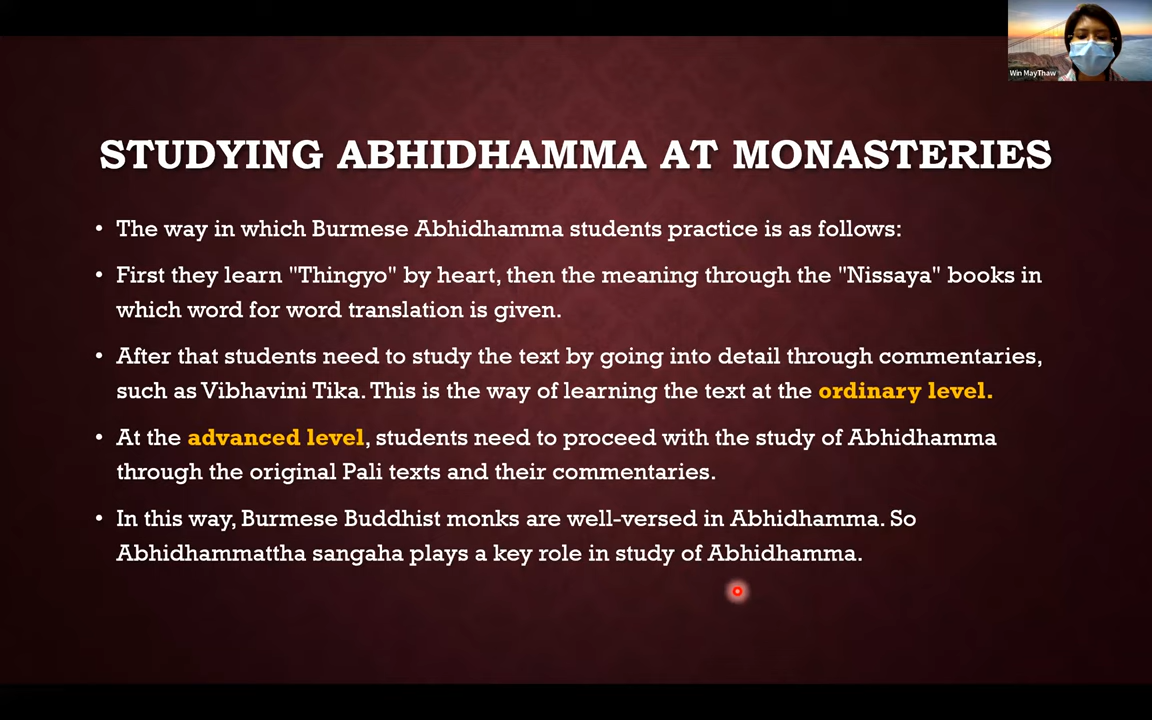 Win MayThaw
STUDYING ABHIDHAMMA AT MONASTERIES
• The way in which Burmese Abhidhamma students practice is as follows:
• First they learn "Thingyo" by heart, then the meaning through the "Nissaya" books in
which word for word translation is given.
• After that students need to study the text by going into detail through commentaries,
such as Vibhavini Tika. This is the way of learning the text at the ordinary level.
• At the advanced level, students need to proceed with the study of Abhidhamma
through the original Pali texts and their commentaries.
• In this way, Burmese Buddhist monks are well-versed in Abhidhamma. So
Abhidhammattha sangaha plays a key role in study of Abhidhamma.